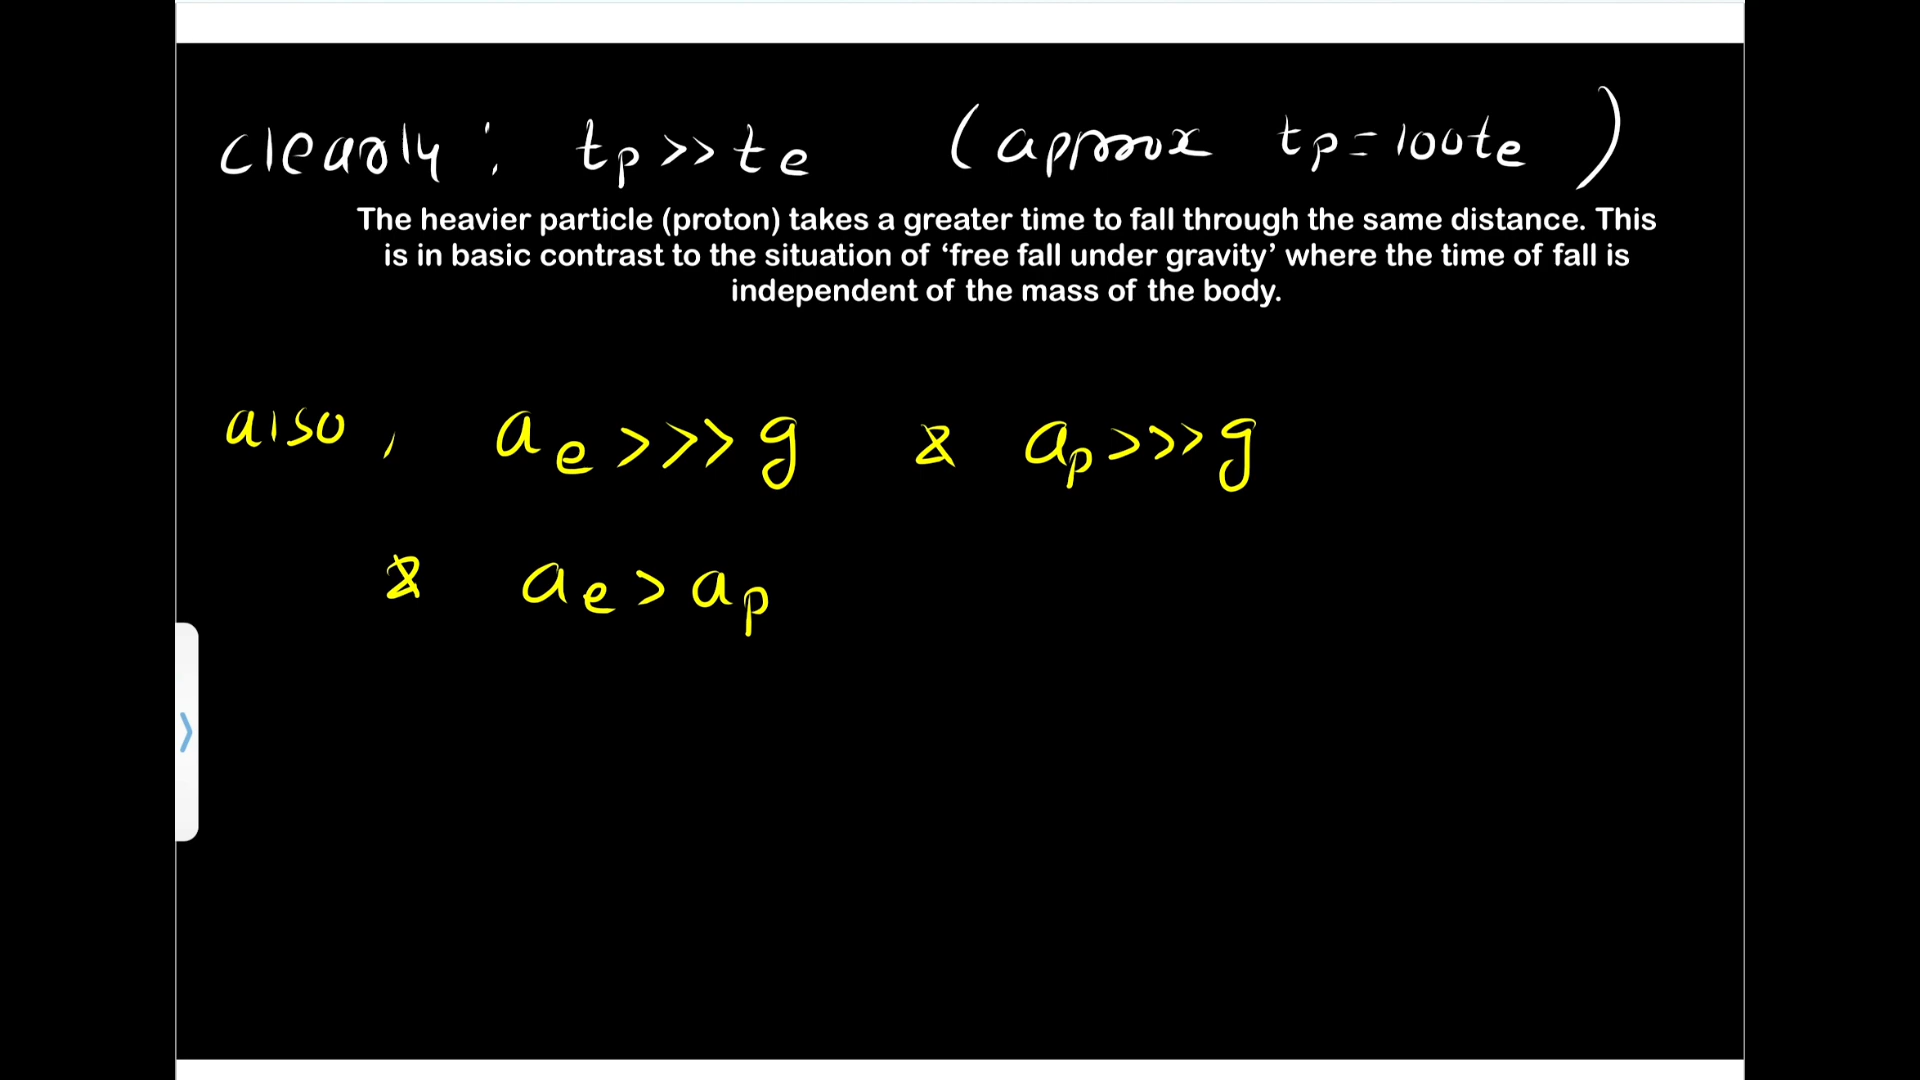 clearly : tp >> te (approx tp = 100te)
The heavier particle (proton) takes a greater time to fall through the same distance. This
is in basic contrast to the situation of ‘free fall under gravity’ where the time of fall is
independent of the mass of the body.
also, ae >>> g & ap >>> g
& ae > ap